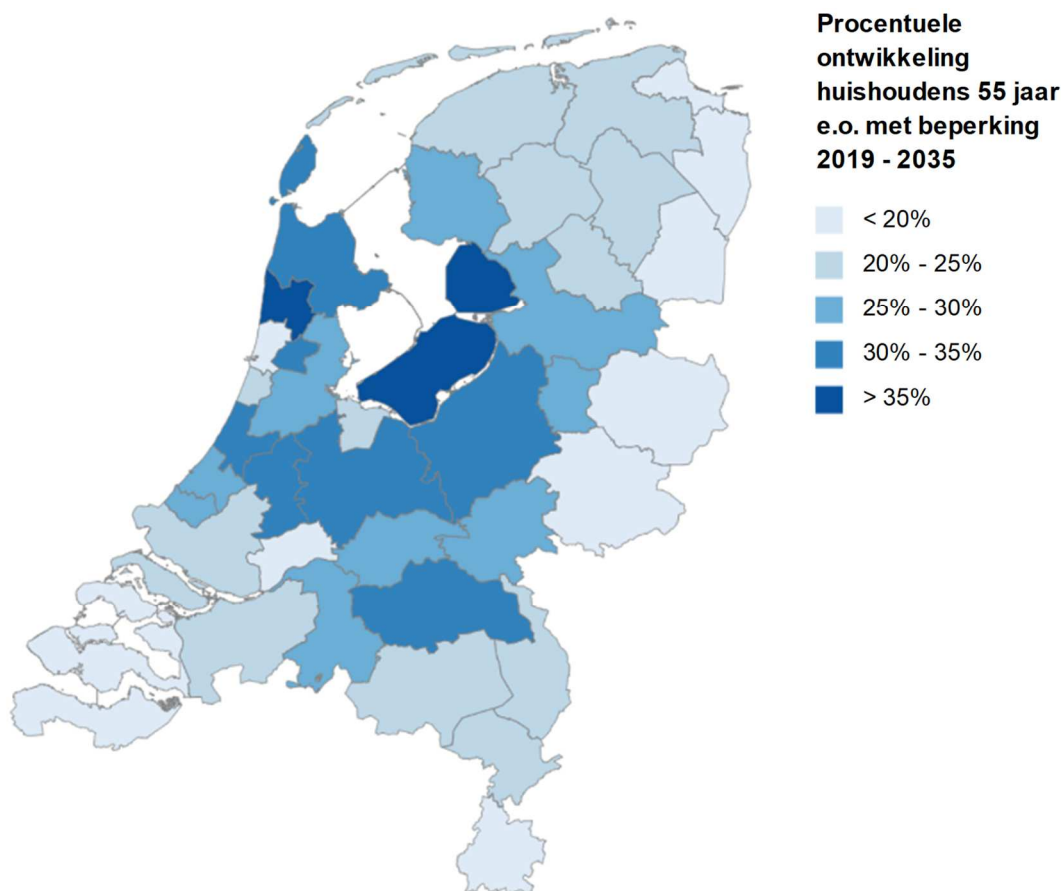 Procentuele
ontwikkeling
huishoudens 55 jaar
e.o. met beperking
2019 - 2035
< 20%
20% - 25%
25% - 30%
30% - 35%
> 35%